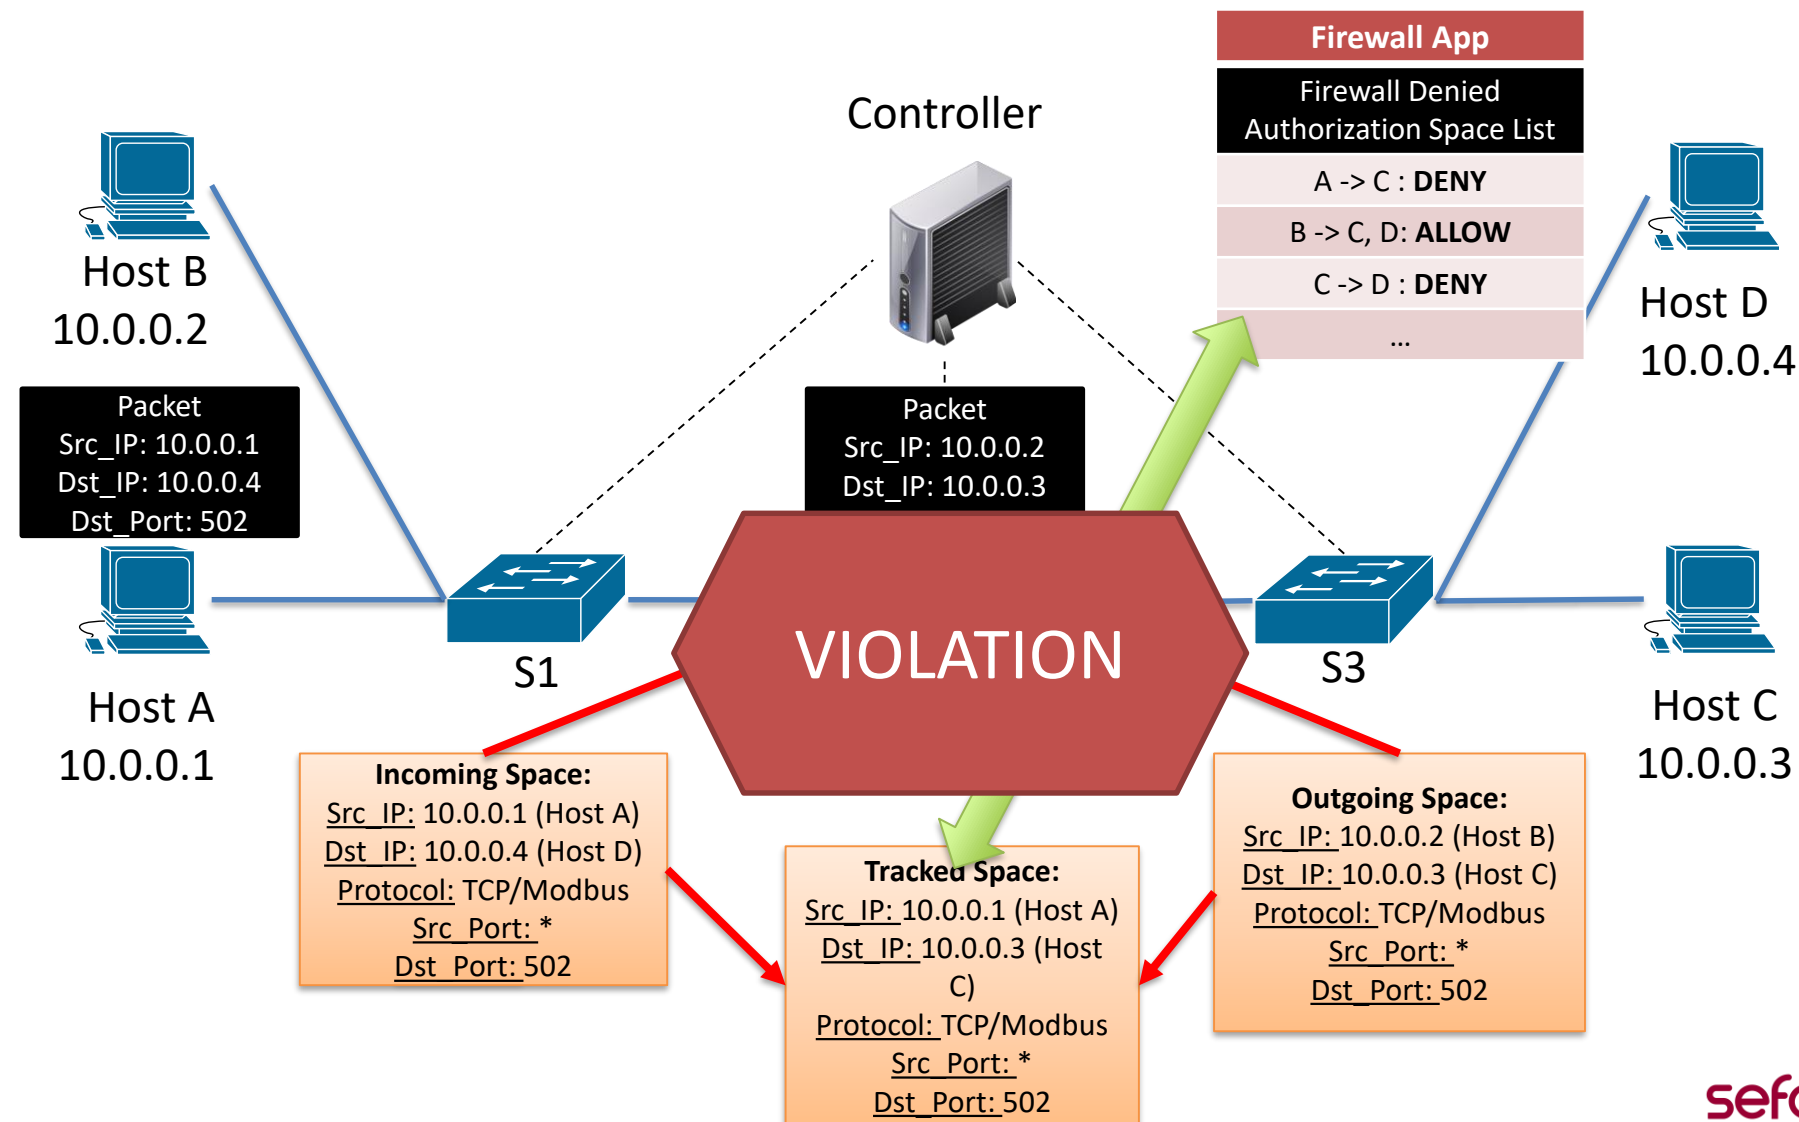 Firewall App
Firewall Denied
Authorization Space List
A -> C : DENY
B -> C, D: ALLOW
C -> D : DENY
...
Controller
Host B
10.0.0.2
Host D
10.0.0.4
Packet
Src_IP: 10.0.0.1
Dst_IP: 10.0.0.4
Dst_Port: 502
Packet
Src_IP: 10.0.0.2
Dst_IP: 10.0.0.3
VIOLATION
S1
S3
Host A
10.0.0.1
Host C
10.0.0.3
Incoming Space:
Src_IP: 10.0.0.1 (Host A)
Dst_IP: 10.0.0.4 (Host D)
Protocol: TCP/Modbus
Src_Port: *
Dst_Port: 502
Tracked Space:
Src_IP: 10.0.0.1 (Host A)
Dst_IP: 10.0.0.3 (Host
C)
Protocol: TCP/Modbus
Src_Port: *
Dst_Port: 502
Outgoing Space:
Src_IP: 10.0.0.2 (Host B)
Dst_IP: 10.0.0.3 (Host C)
Protocol: TCP/Modbus
Src_Port: *
Dst_Port: 502